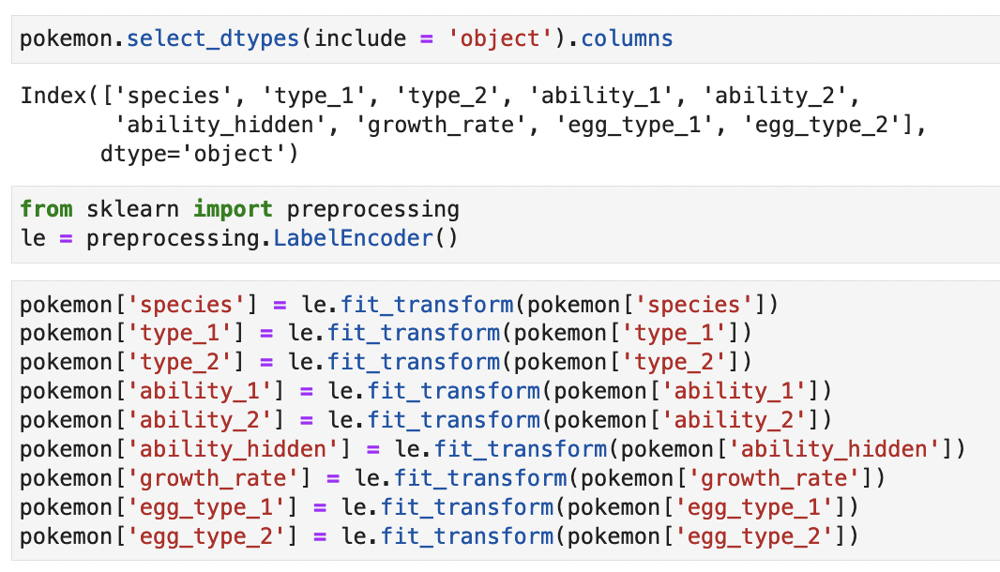 pokemon.select_dtypes(include = 'object').columns
Index(['species', 'type_1', 'type_2', 'ability_1', 'ability_2',
       'ability_hidden', 'growth_rate', 'egg_type_1', 'egg_type_2'],
      dtype='object')
from sklearn import preprocessing
le = preprocessing.LabelEncoder()
pokemon['species'] = le.fit_transform(pokemon['species'])
pokemon['type_1'] = le.fit_transform(pokemon['type_1'])
pokemon['type_2'] = le.fit_transform(pokemon['type_2'])
pokemon['ability_1'] = le.fit_transform(pokemon['ability_1'])
pokemon['ability_2'] = le.fit_transform(pokemon['ability_2'])
pokemon['ability_hidden'] = le.fit_transform(pokemon['ability_hidden'])
pokemon['growth_rate'] = le.fit_transform(pokemon['growth_rate'])
pokemon['egg_type_1'] = le.fit_transform(pokemon['egg_type_1'])
pokemon['egg_type_2'] = le.fit_transform(pokemon['egg_type_2'])